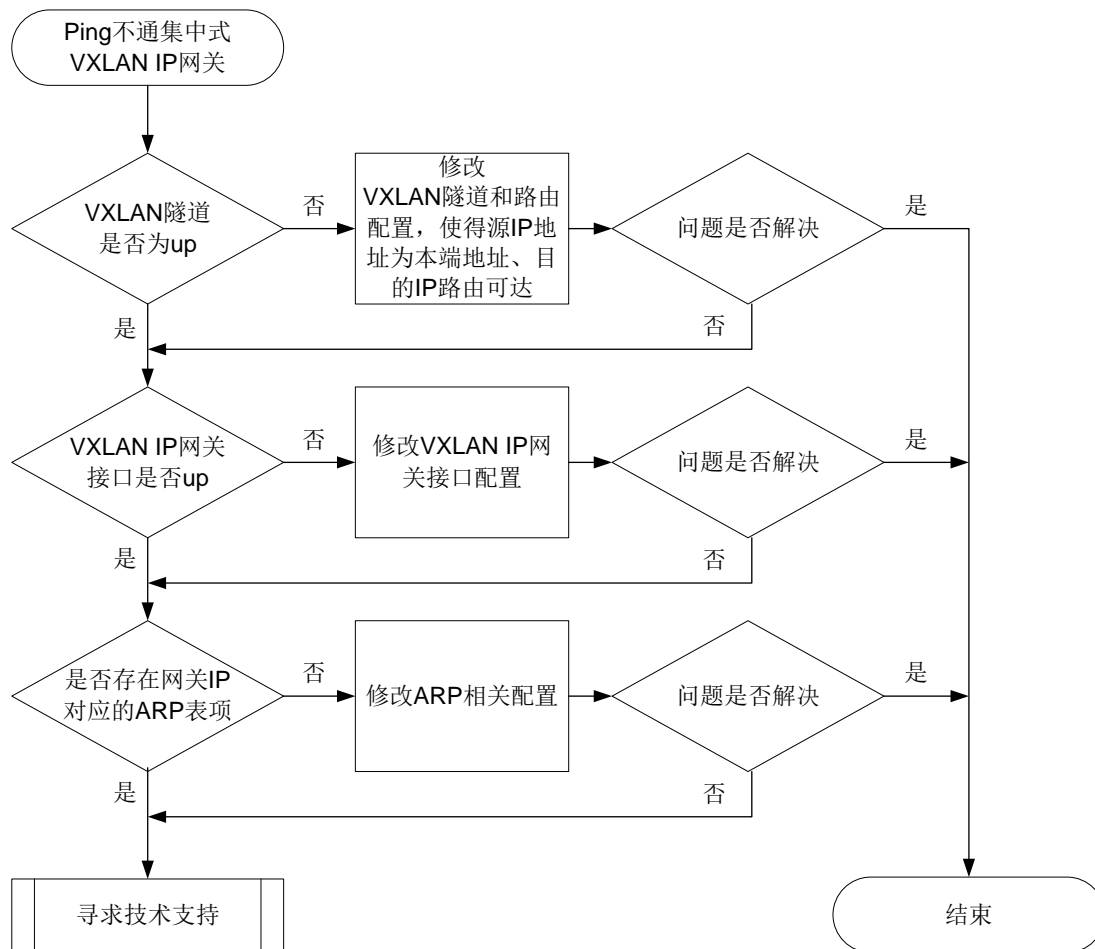 Ping不通集中式
VXLAN IP网关
VXLAN隧道
是否为up
否
修改
VXLAN隧道和路由
配置，使得源IP地
址为本端地址、目
的IP路由可达
问题是否解决
是
是
否
VXLAN IP网关
接口是否up
否
修改VXLAN IP网
关接口配置
问题是否解决
是
是
否
是否存在网关IP
对应的ARP表项
否
修改ARP相关配置
问题是否解决
是
是
否
寻求技术支持
结束